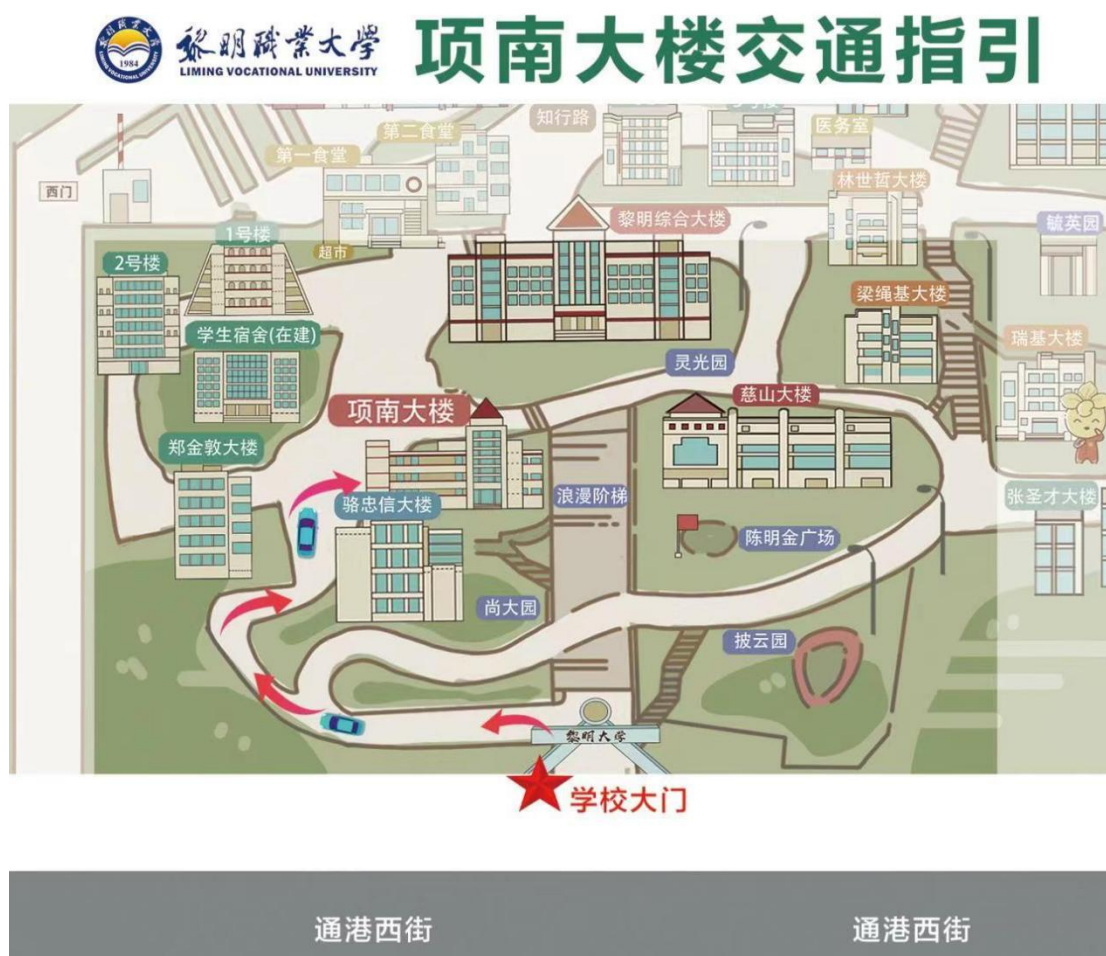 黎明職業大学
LIMING VOCATIONAL UNIVERSITY
1984
项南大楼交通指引
知行路
医务室
第二食堂
第一食堂
西门
林世哲大楼
黎明综合大楼
毓英园
1号楼
超市
2号楼
梁绳基大楼
学生宿舍(在建)
瑞基大楼
灵光园
慈山大楼
项南大楼
郑金敦大楼
骆忠信大楼
浪漫阶梯
张圣才大楼
陈明金广场
尚大园
披云园
黎明大学
学校大门
通港西街
通港西街